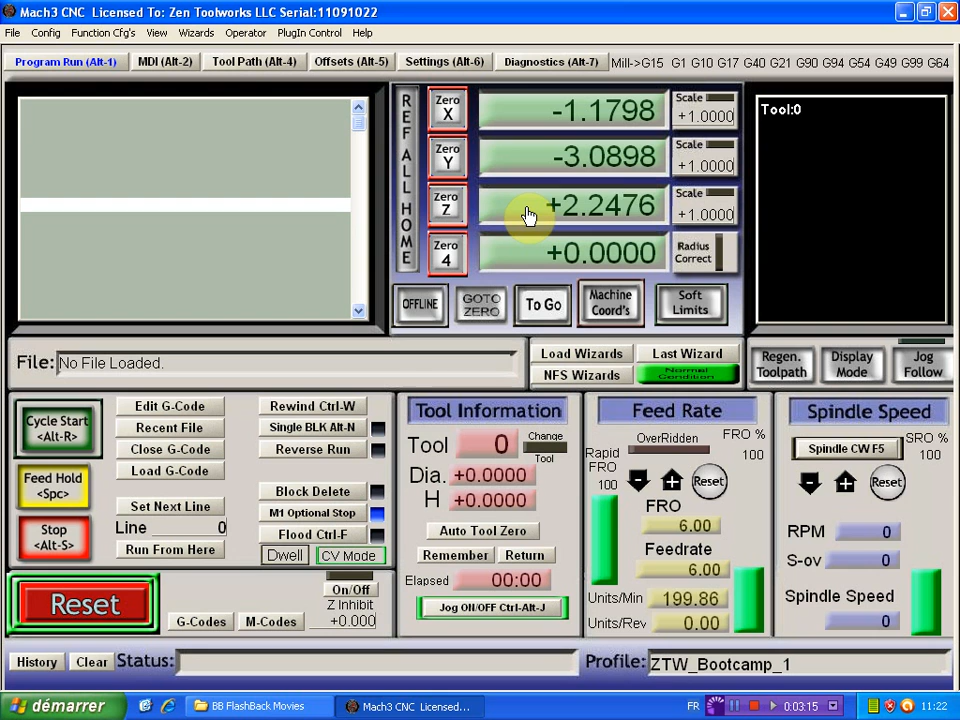 Mach3 CNC  Licensed To: Zen Toolworks LLC Serial:11091022
File Config Function Cfg's View Wizards Operator PlugIn Control Help
Program Run (Alt-1) MDI (Alt-2) Tool Path (Alt-4) Offsets (Alt-5) Settings (Alt-6) Diagnostics (Alt-7) Mill->G15 G1 G10 G17 G40 G21 G90 G94 G54 G49 G99 G64
REF ALL HOME
Zero X -1.1798 Scale +1.0000
Zero Y -3.0898 Scale +1.0000
Zero Z +2.2476 Scale +1.0000
Zero 4 +0.0000 Radius Correct
Tool:0
OFFLINE GOTO ZERO To Go Machine Coord's Soft Limits
File: No File Loaded.
Load Wizards Last Wizard
NFS Wizards Normal Condition
Regen. Toolpath Display Mode Jog Follow
Cycle Start <Alt-R>
Feed Hold <Spc>
Stop <Alt-S>
Reset
Edit G-Code
Recent File
Close G-Code
Load G-Code
Set Next Line
Line 0
Run From Here
Rewind Ctrl-W
Single BLK Alt-N
Reverse Run
Block Delete
M1 Optional Stop
Flood Ctrl-F
Dwell CV Mode
On/Off
Z Inhibit
+0.000
G-Codes M-Codes
Tool Information
Tool 0 Change Tool
Dia. +0.0000
H +0.0000
Auto Tool Zero
Remember Return
Elapsed 00:00
Jog ON/OFF Ctrl-Alt-J
Feed Rate
OverRidden FRO % 100
Rapid FRO 100
Reset
FRO
6.00
Feedrate
6.00
Units/Min 199.86
Units/Rev 0.00
Spindle Speed
Spindle CW F5 SRO % 100
Reset
RPM 0
S-ov 0
Spindle Speed
0
History Clear Status: Profile: ZTW_Bootcamp_1
démarrer BB FlashBack Movies Mach3 CNC  Licensed... FR 0:03:15 11:22